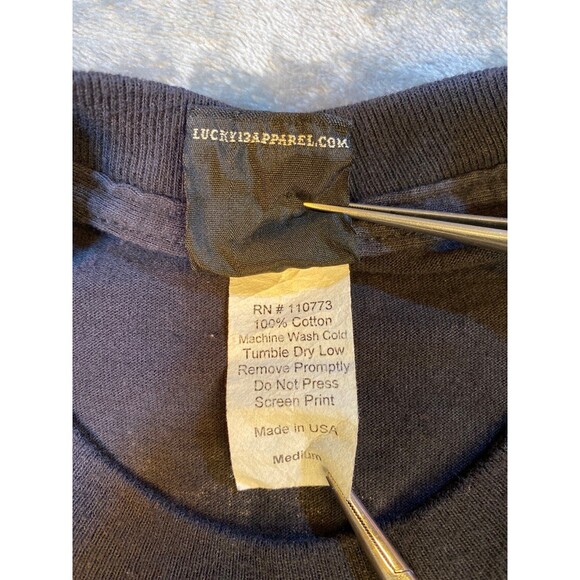 LUCKY13APPAREL.COM
RN # 110773
100% Cotton
Machine Wash Cold
Tumble Dry Low
Remove Promptly
Do Not Press
Screen Print
Made in USA
Medium